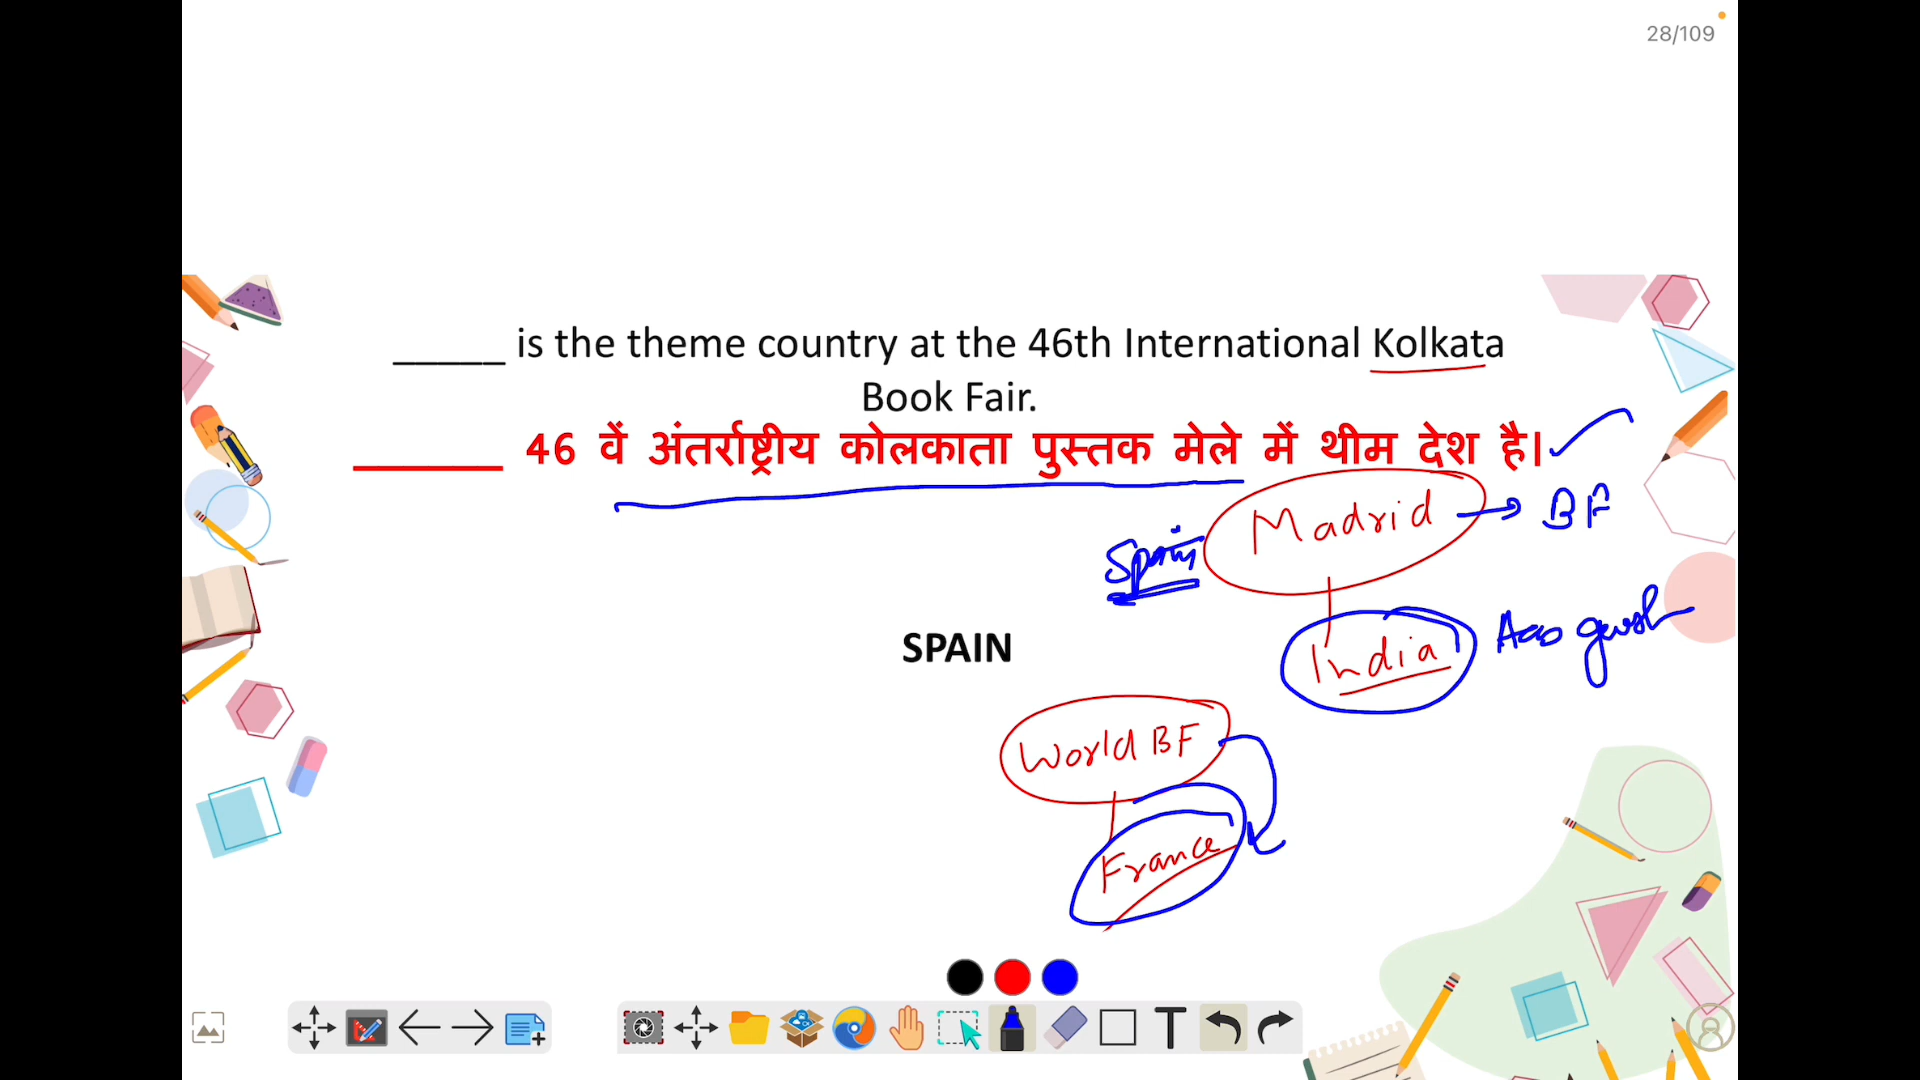 28/109
_____ is the theme country at the 46th International Kolkata
Book Fair.
______ 46 वें अंतर्राष्ट्रीय कोलकाता पुस्तक मेले में थीम देश है।
Madrid → BF
Spain
SPAIN
India
World BF
France
T